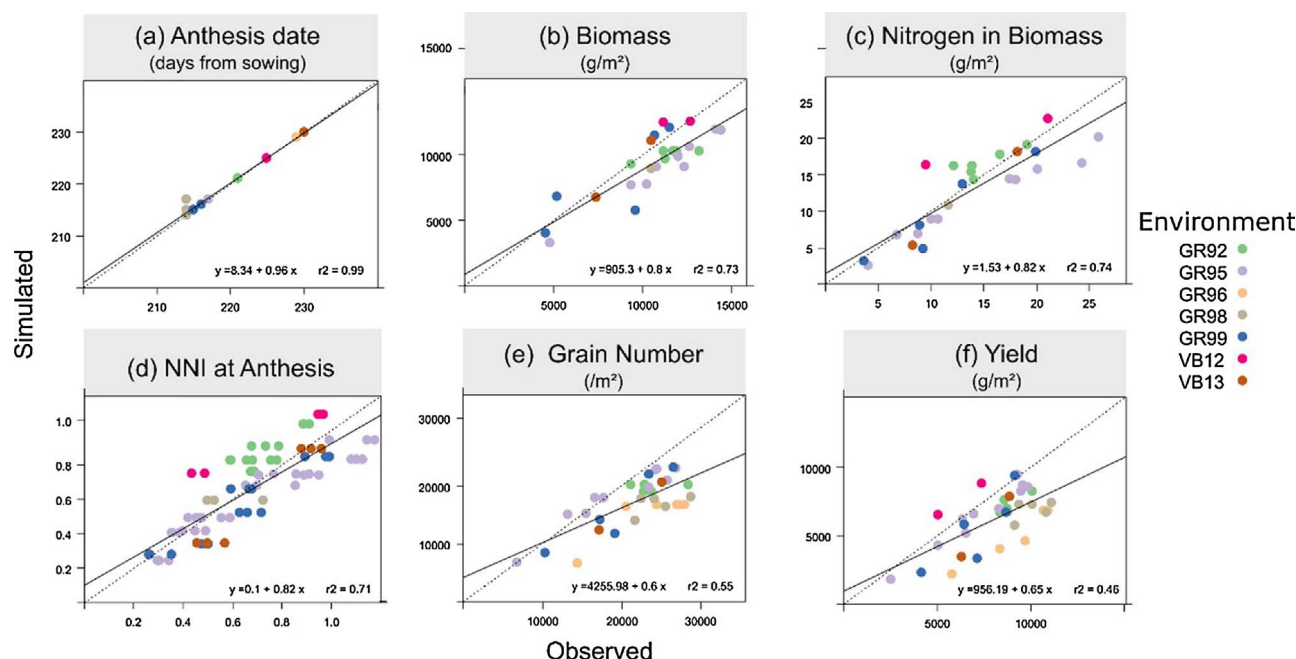 (a) Anthesis date
(days from sowing)
230
220
210
210
220
230
y =8.34 + 0.96 x r2 = 0.99
(b) Biomass
(g/m²)
15000
10000
5000
5000
10000
15000
y =905.3 + 0.8 x r2 = 0.73
(c) Nitrogen in Biomass
(g/m²)
25
20
15
10
5
5
10
15
20
25
y =1.53 + 0.82 x r2 = 0.74
Simulated
(d) NNI at Anthesis
1.0
0.8
0.6
0.4
0.2
0.2
0.4
0.6
0.8
1.0
y =0.1 + 0.82 x r2 = 0.71
(e) Grain Number
(/m²)
30000
20000
10000
10000
20000
30000
y =4255.98 + 0.6 x r2 = 0.55
(f) Yield
(g/m²)
10000
5000
5000
10000
y =956.19 + 0.65 x r2 = 0.46
Observed
Environment
GR92
GR95
GR96
GR98
GR99
VB12
VB13